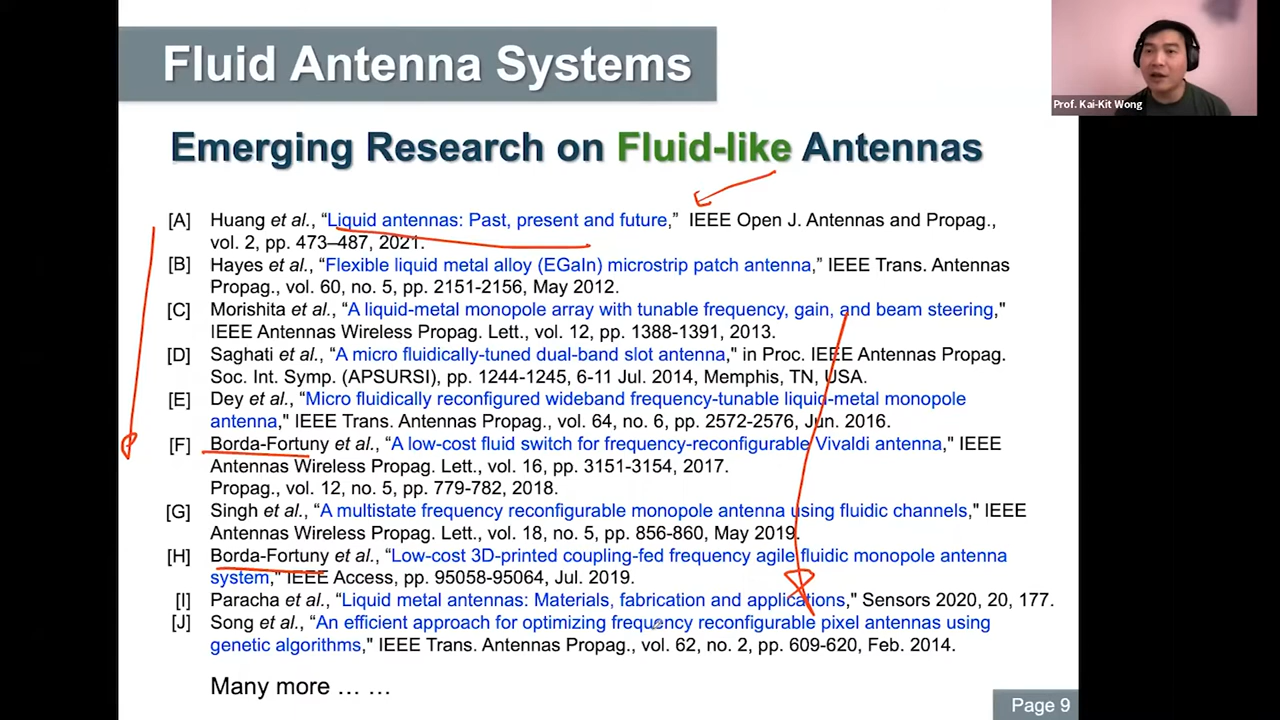 Fluid Antenna Systems
Prof. Kai-Kit Wong
Emerging Research on Fluid-like Antennas
[A] Huang et al., “Liquid antennas: Past, present and future,” IEEE Open J. Antennas and Propag.,
vol. 2, pp. 473–487, 2021.
[B] Hayes et al., “Flexible liquid metal alloy (EGaIn) microstrip patch antenna,” IEEE Trans. Antennas
Propag., vol. 60, no. 5, pp. 2151-2156, May 2012.
[C] Morishita et al., “A liquid-metal monopole array with tunable frequency, gain, and beam steering,"
IEEE Antennas Wireless Propag. Lett., vol. 12, pp. 1388-1391, 2013.
[D] Saghati et al., “A micro fluidically-tuned dual-band slot antenna," in Proc. IEEE Antennas Propag.
Soc. Int. Symp. (APSURSI), pp. 1244-1245, 6-11 Jul. 2014, Memphis, TN, USA.
[E] Dey et al., “Micro fluidically reconfigured wideband frequency-tunable liquid-metal monopole
antenna," IEEE Trans. Antennas Propag., vol. 64, no. 6, pp. 2572-2576, Jun. 2016.
[F] Borda-Fortuny et al., “A low-cost fluid switch for frequency-reconfigurable Vivaldi antenna," IEEE
Antennas Wireless Propag. Lett., vol. 16, pp. 3151-3154, 2017.
Propag., vol. 12, no. 5, pp. 779-782, 2018.
[G] Singh et al., “A multistate frequency reconfigurable monopole antenna using fluidic channels," IEEE
Antennas Wireless Propag. Lett., vol. 18, no. 5, pp. 856-860, May 2019.
[H] Borda-Fortuny et al., “Low-cost 3D-printed coupling-fed frequency agile fluidic monopole antenna
system," IEEE Access, pp. 95058-95064, Jul. 2019.
[I] Paracha et al., “Liquid metal antennas: Materials, fabrication and applications," Sensors 2020, 20, 177.
[J] Song et al., “An efficient approach for optimizing frequency reconfigurable pixel antennas using
genetic algorithms," IEEE Trans. Antennas Propag., vol. 62, no. 2, pp. 609-620, Feb. 2014.
Many more … …
Page 9